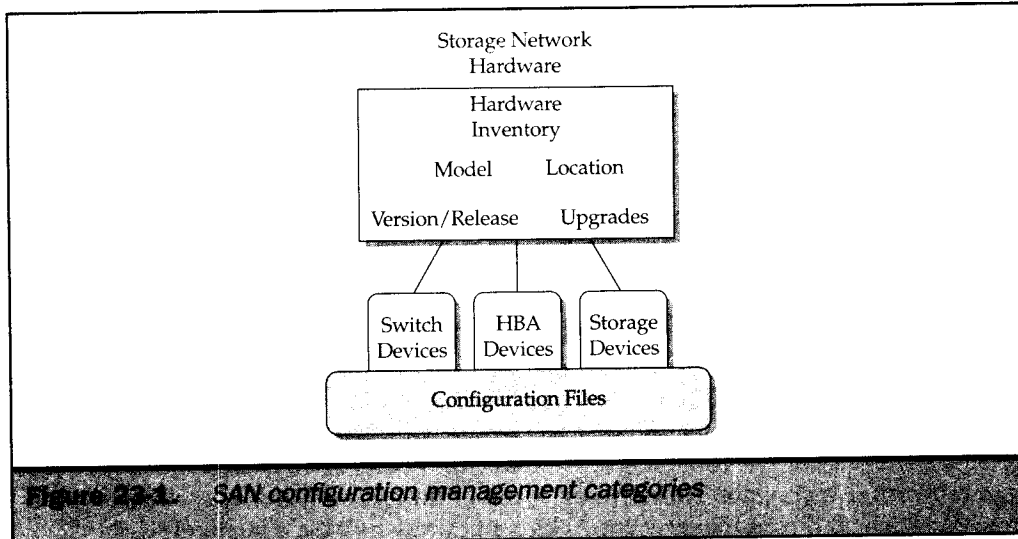 Storage Network
Hardware
Hardware
Inventory
Model Location
Version/Release Upgrades
Switch
Devices
HBA
Devices
Storage
Devices
Configuration Files
Figure 23-1. SAN configuration management categories